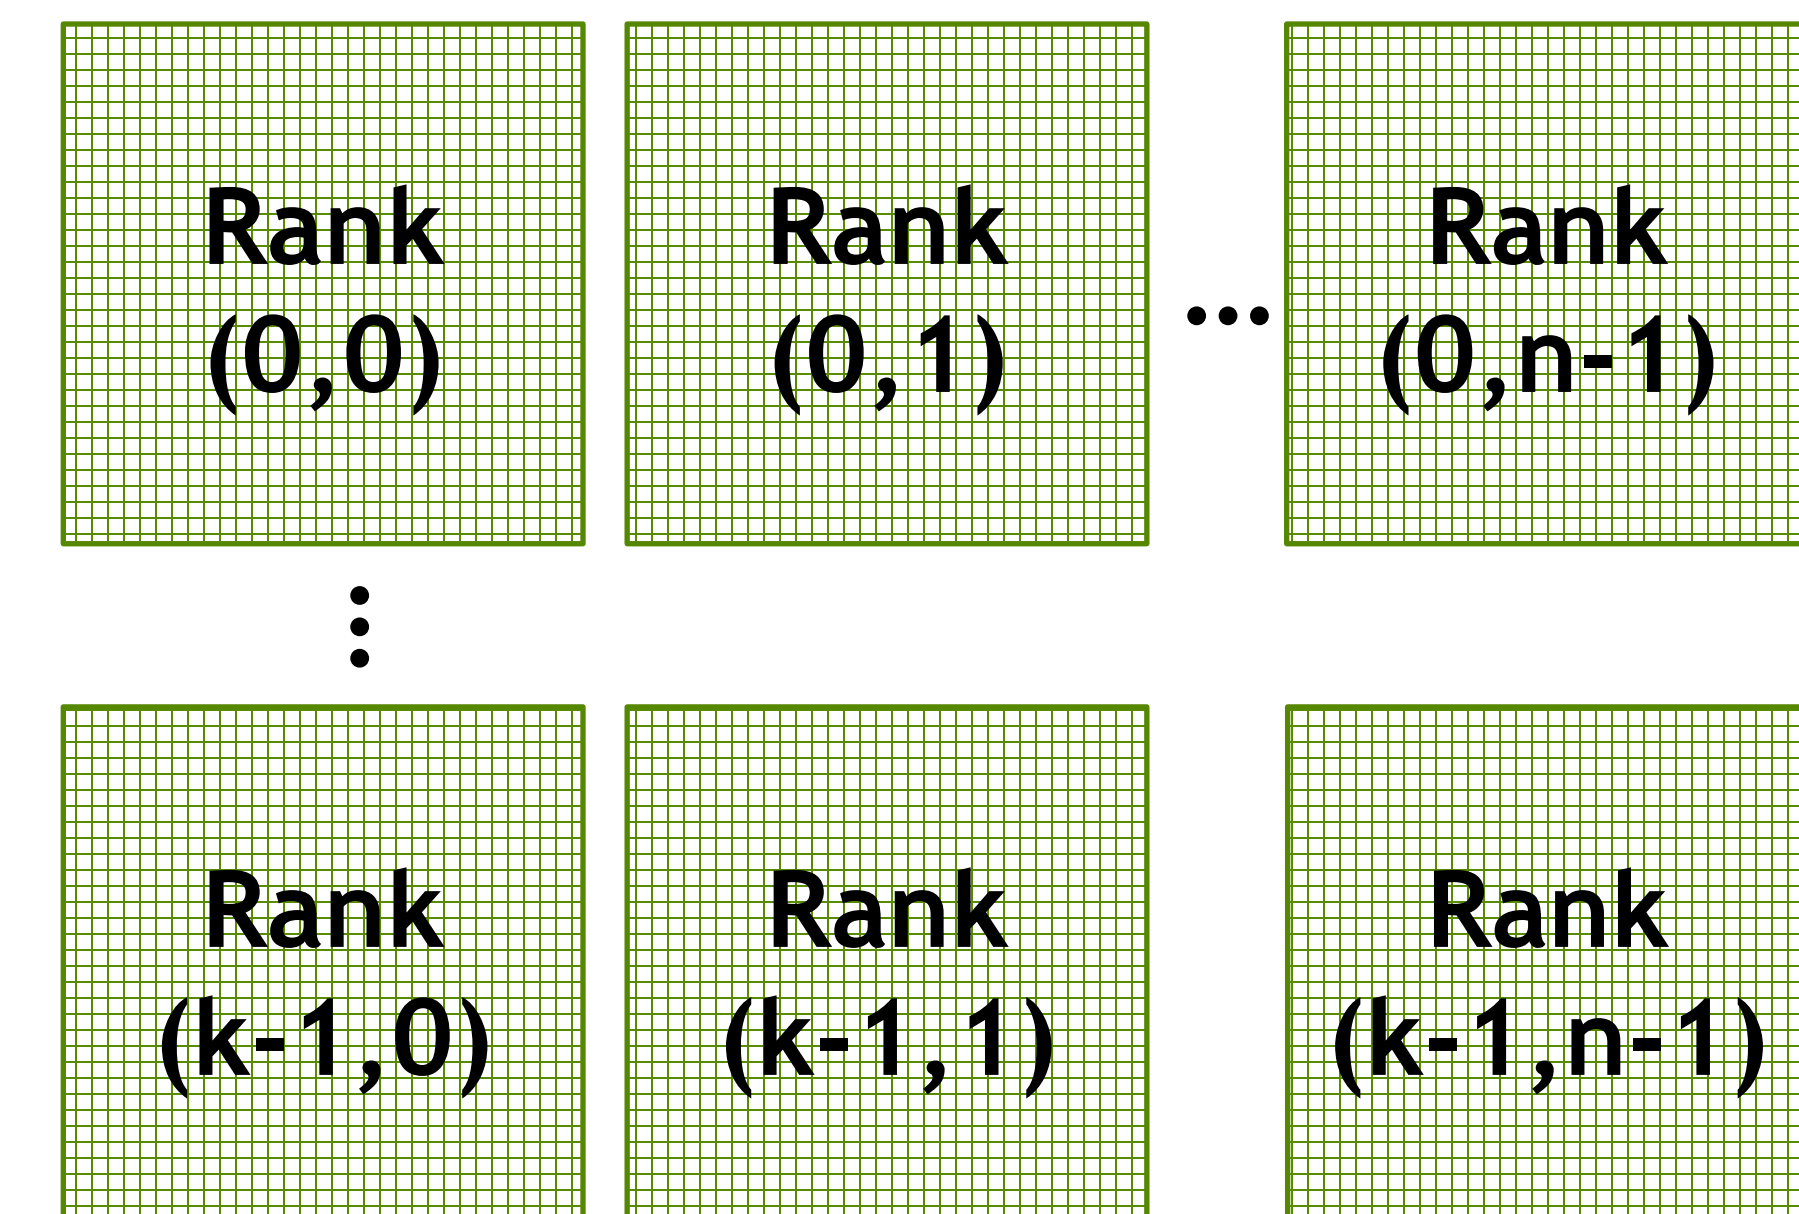 Rank
(0,0)
Rank
(0,1)
...
Rank
(0,n-1)
...
Rank
(k-1,0)
Rank
(k-1,1)
Rank
(k-1,n-1)